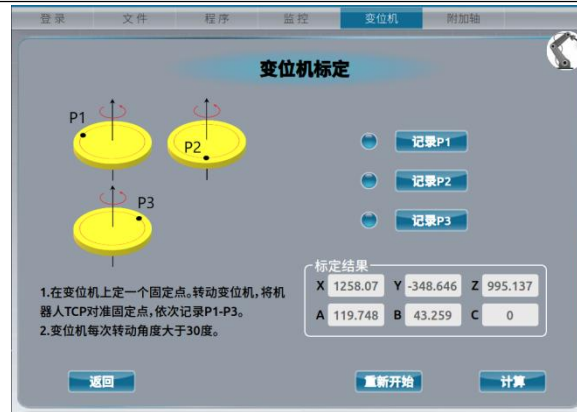 登录 文件 程序 监控 变位机 附加轴
变位机标定
P1
P2
P3
记录P1
记录P2
记录P3
标定结果
X 1258.07 Y -348.646 Z 995.137
A 119.748 B 43.259 C 0
1.在变位机上定一个固定点。转动变位机,将机
器人TCP对准固定点,依次记录P1-P3。
2.变位机每次转动角度大于30度。
返回 重新开始 计算